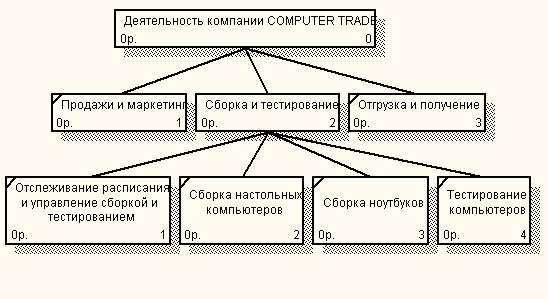 Деятельность компании COMPUTER TRADE
0р. 0
Продажи и маркетинг
0р. 1
Сборка и тестирование
0р. 2
Отгрузка и получение
0р. 3
Отслеживание расписания
и управление сборкой и
тестированием
0р. 1
Сборка настольных
компьютеров
0р. 2
Сборка ноутбуков
0р. 3
Тестирование
компьютеров
0р. 4